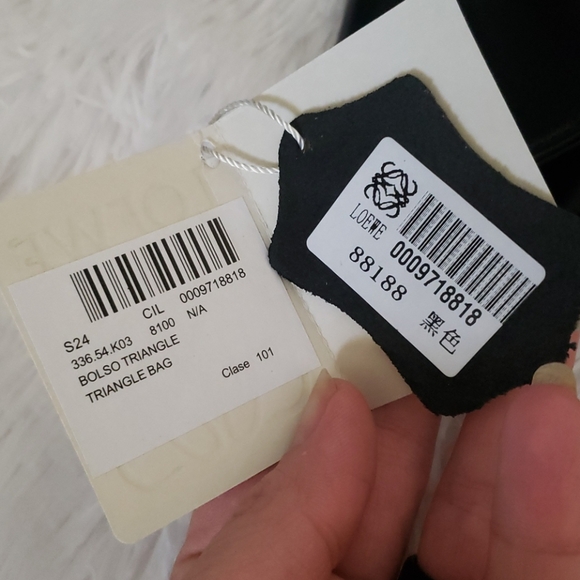 CIL 0009718818
S24
336.54.K03 8100 N/A
BOLSO TRIANGLE
TRIANGLE BAG
Clase 101
LOEWE
0009718818
88188
黑色